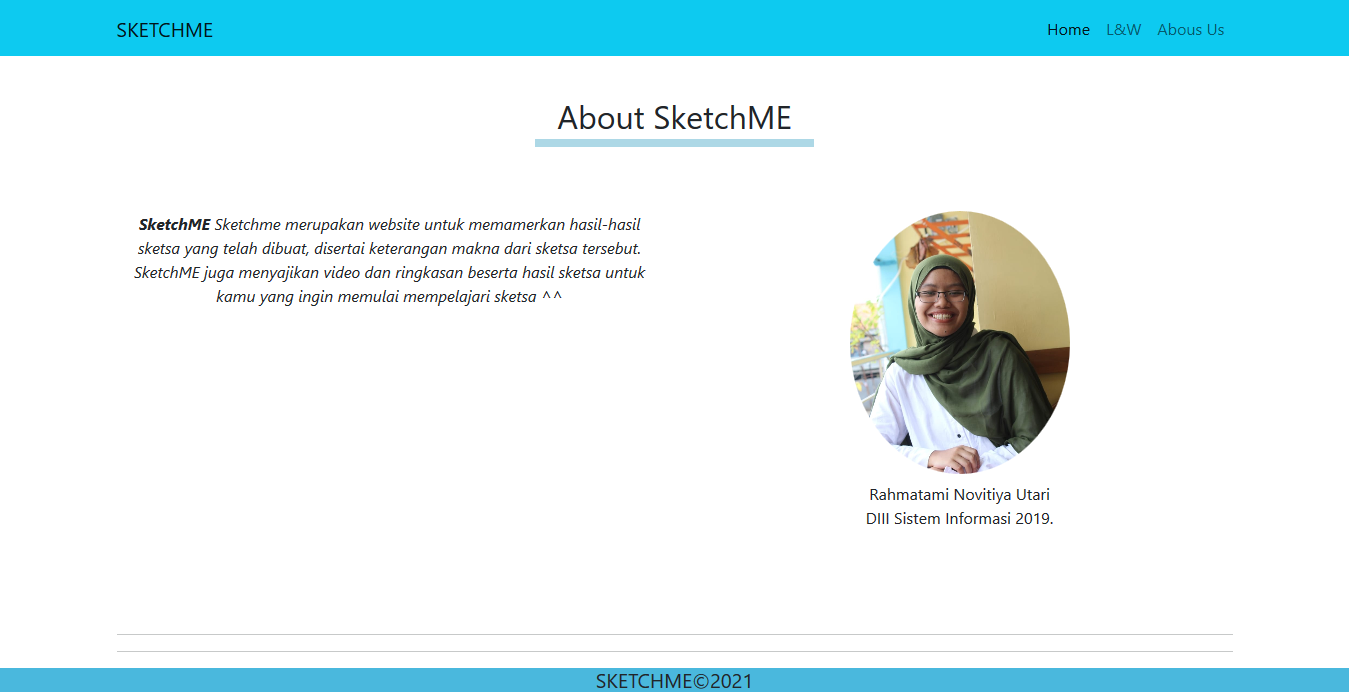 SKETCHME
Home L&W Abous Us
About SketchME
SketchME Sketchme merupakan website untuk memamerkan hasil-hasil
sketsa yang telah dibuat, disertai keterangan makna dari sketsa tersebut.
SketchME juga menyajikan video dan ringkasan beserta hasil sketsa untuk
kamu yang ingin memulai mempelajari sketsa ^^
Rahmatami Novitiya Utari
DIII Sistem Informasi 2019.
SKETCHME©2021